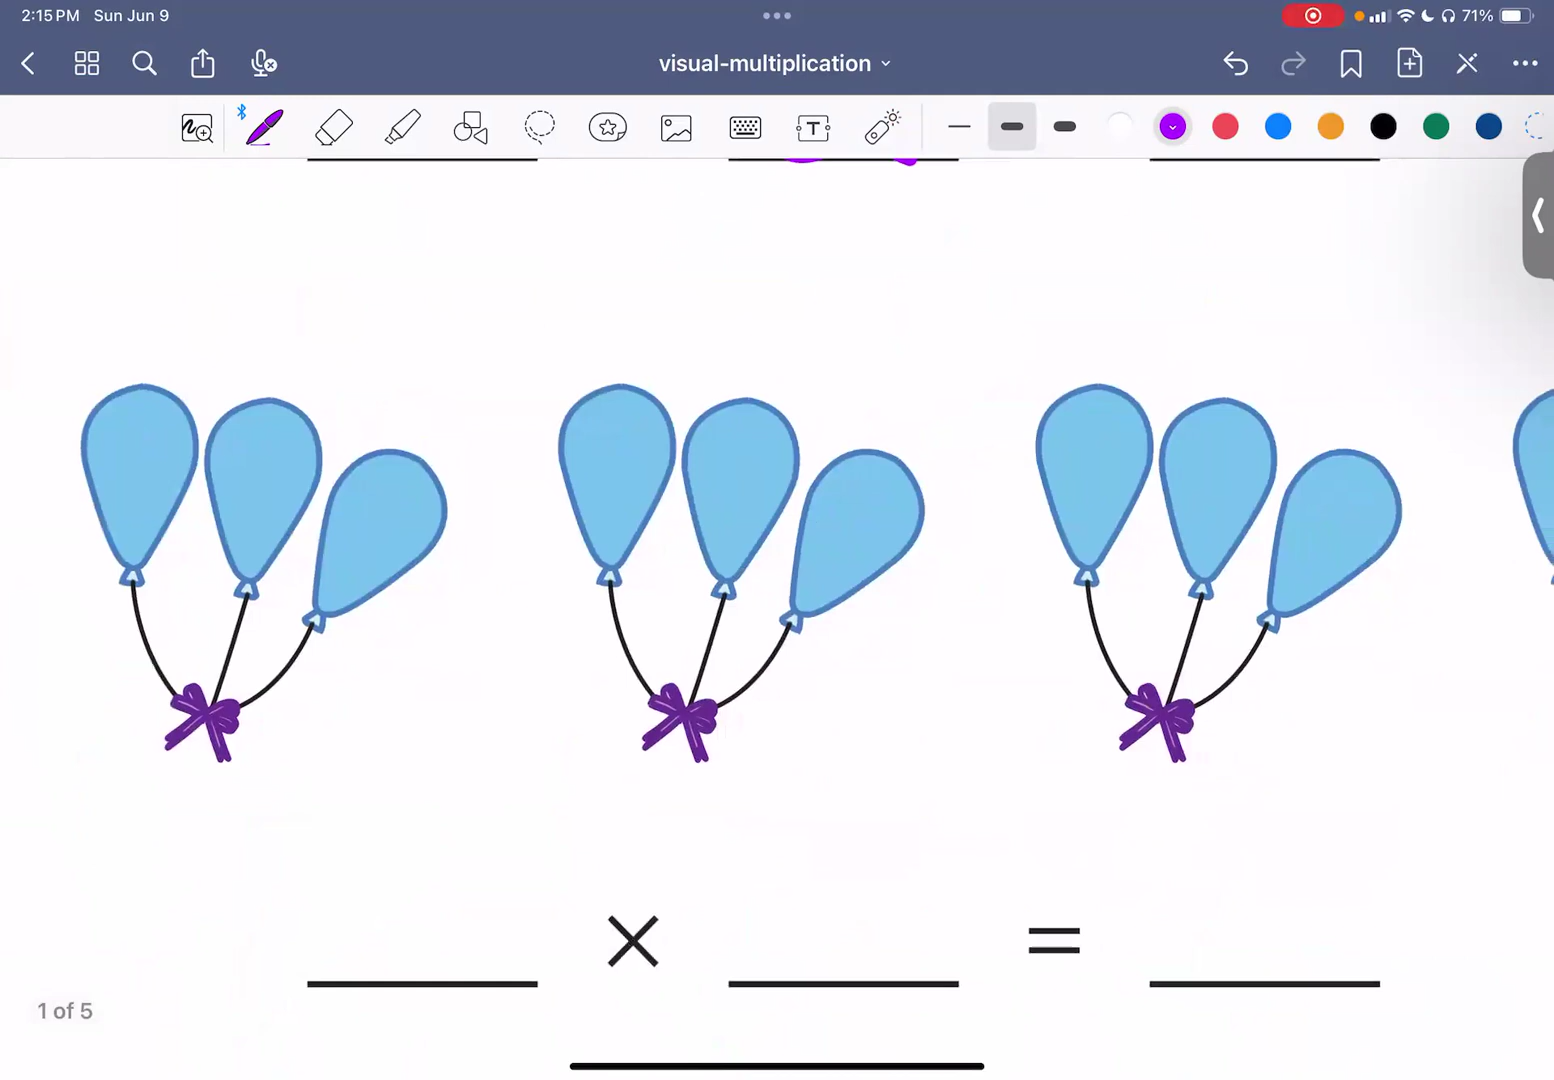 2:15 PM Sun Jun 9
71%
visual-multiplication
T
× =
1 of 5